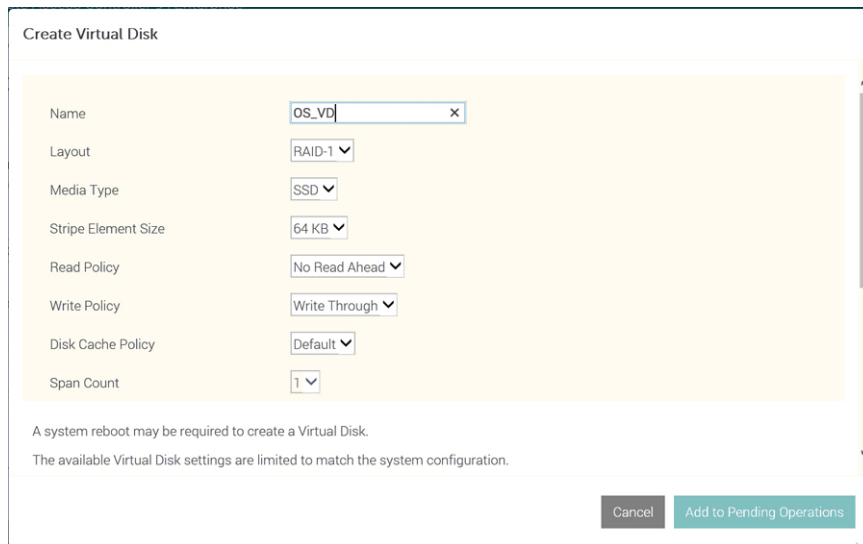 Create Virtual Disk
Name OS_VD ×
Layout RAID-1
Media Type SSD
Stripe Element Size 64 KB
Read Policy No Read Ahead
Write Policy Write Through
Disk Cache Policy Default
Span Count 1
A system reboot may be required to create a Virtual Disk.
The available Virtual Disk settings are limited to match the system configuration.
Cancel Add to Pending Operations